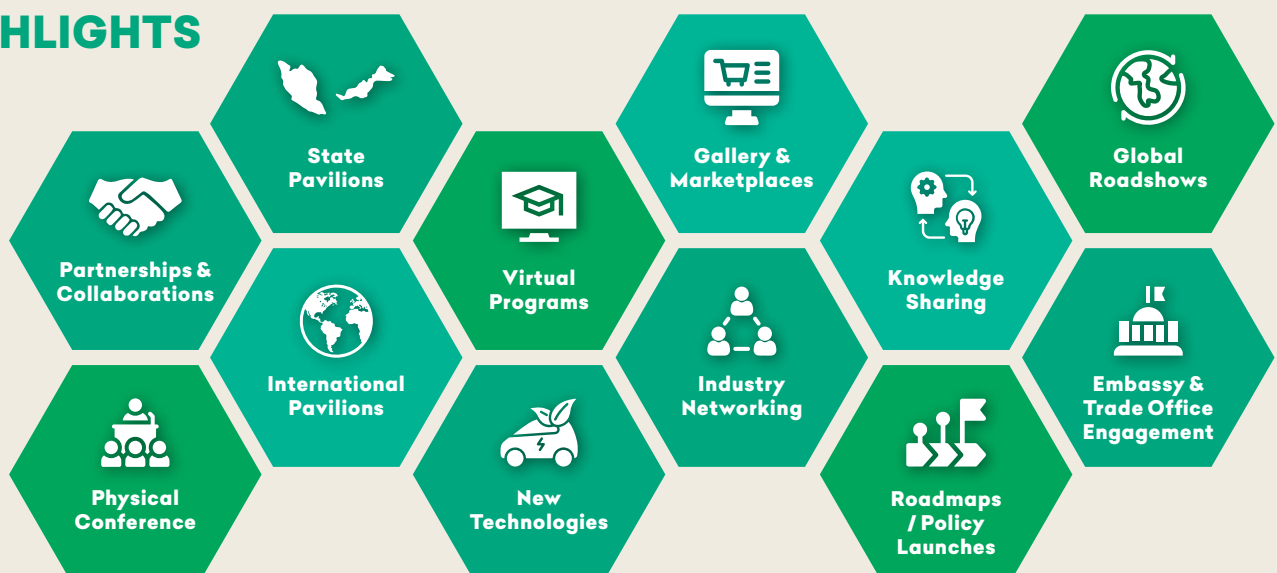 HLIGHTS
State
Pavilions
Gallery &
Marketplaces
Global
Roadshows
Partnerships &
Collaborations
Virtual
Programs
Knowledge
Sharing
International
Pavilions
Industry
Networking
Embassy &
Trade Office
Engagement
Physical
Conference
New
Technologies
Roadmaps
/ Policy
Launches